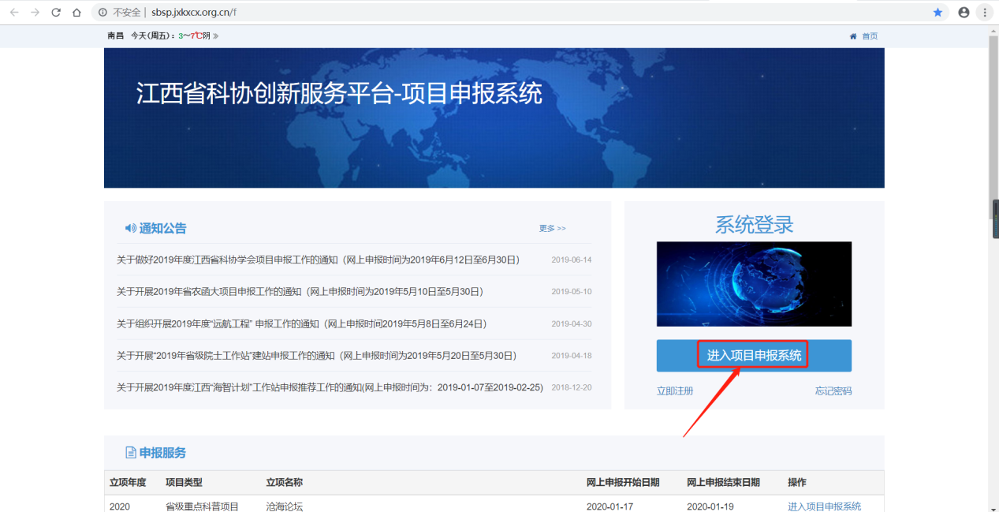 不安全 | sbsp.jxkxcx.org.cn/f
南昌 今天(周五)：3～7℃阴 »
首页
江西省科协创新服务平台-项目申报系统
通知公告 更多 >>
关于做好2019年度江西省科协学会项目申报工作的通知（网上申报时间为2019年6月12日至6月30日） 2019-06-14
关于开展2019年省农函大项目申报工作的通知（网上申报时间为2019年5月10日至5月30日） 2019-05-10
关于组织开展2019年度“远航工程” 申报工作的通知（网上申报时间2019年5月8日至6月24日） 2019-04-30
关于开展“2019年省级院士工作站”建站申报工作的通知（网上申报时间为2019年5月20日至5月30日） 2019-04-18
关于开展2019年度江西“海智计划”工作站申报推荐工作的通知(网上申报时间为：2019-01-07至2019-02-25) 2018-12-20
系统登录
进入项目申报系统
立即注册 忘记密码
申报服务
立项年度 项目类型 立项名称 网上申报开始日期 网上申报结束日期 操作
2020 省级重点科普项目 沧海论坛 2020-01-17 2020-01-19 进入项目申报系统